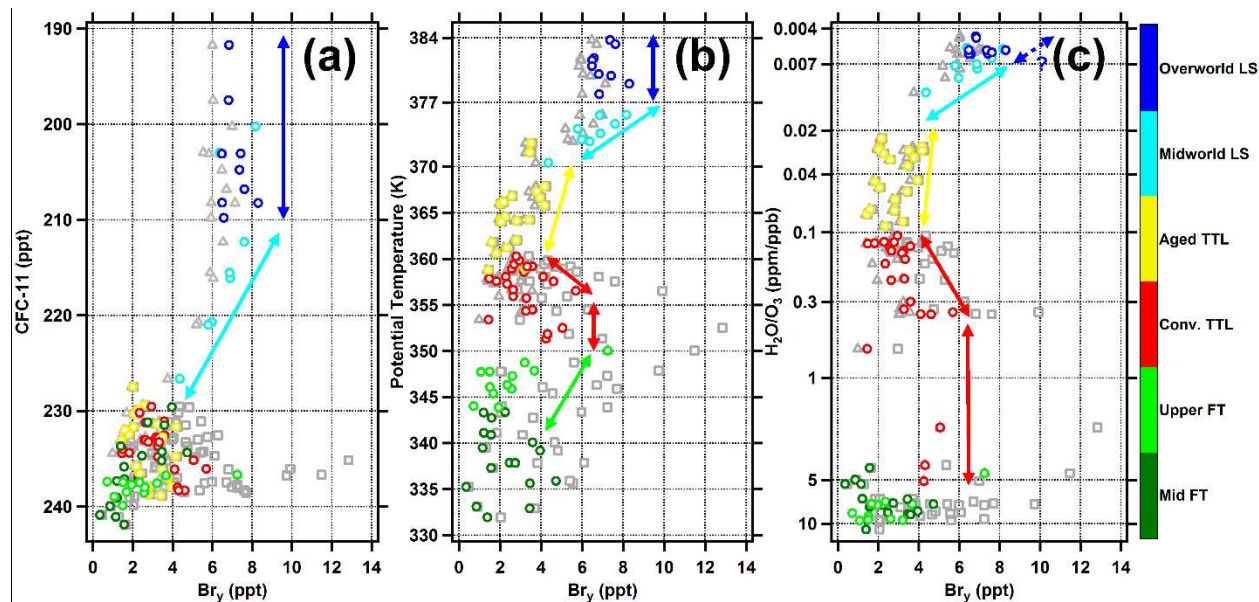 (a)
190
200
210
220
230
240
CFC-11 (ppt)
0 2 4 6 8 10 12 14
Br_y (ppt)
(b)
384
377
370
365
360
355
350
345
340
335
330
Potential Temperature (K)
0 2 4 6 8 10 12 14
Br_y (ppt)
(c)
?
0.004
0.007
0.02
0.04
0.1
0.3
1
5
10
H₂O/O₃ (ppm/ppb)
0 2 4 6 8 10 12 14
Br_y (ppt)
Overworld LS
Midworld LS
Aged TTL
Conv. TTL
Upper FT
Mid FT